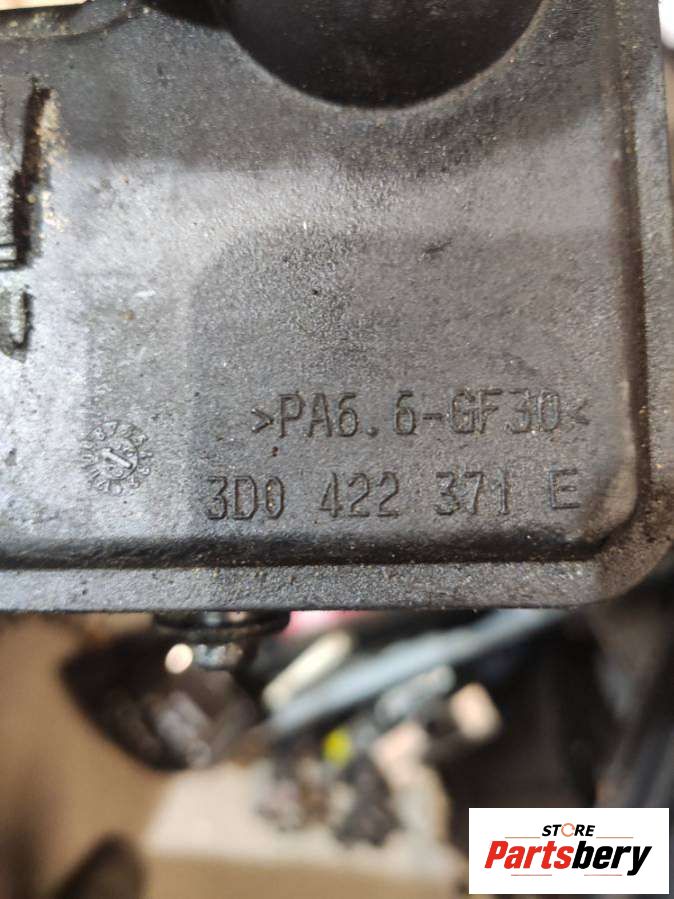 >PA6.6-GF30<
3D0 422 371 E
STORE
Partsbery